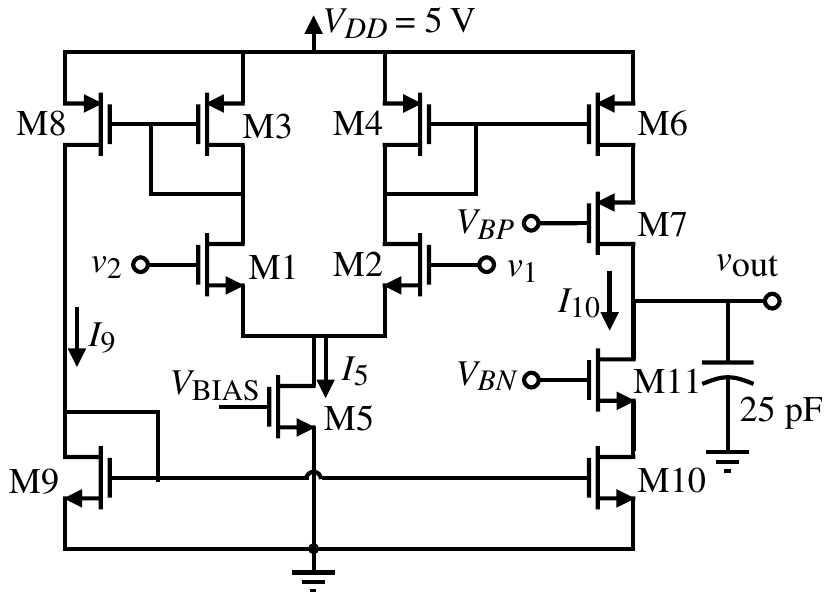 V_DD = 5 V
M8
M3
M4
M6
V_BP
M7
v_2
M1
M2
v_1
v_out
I_10
I_9
I_5
V_BIAS
V_BN
M11
M5
25 pF
M9
M10